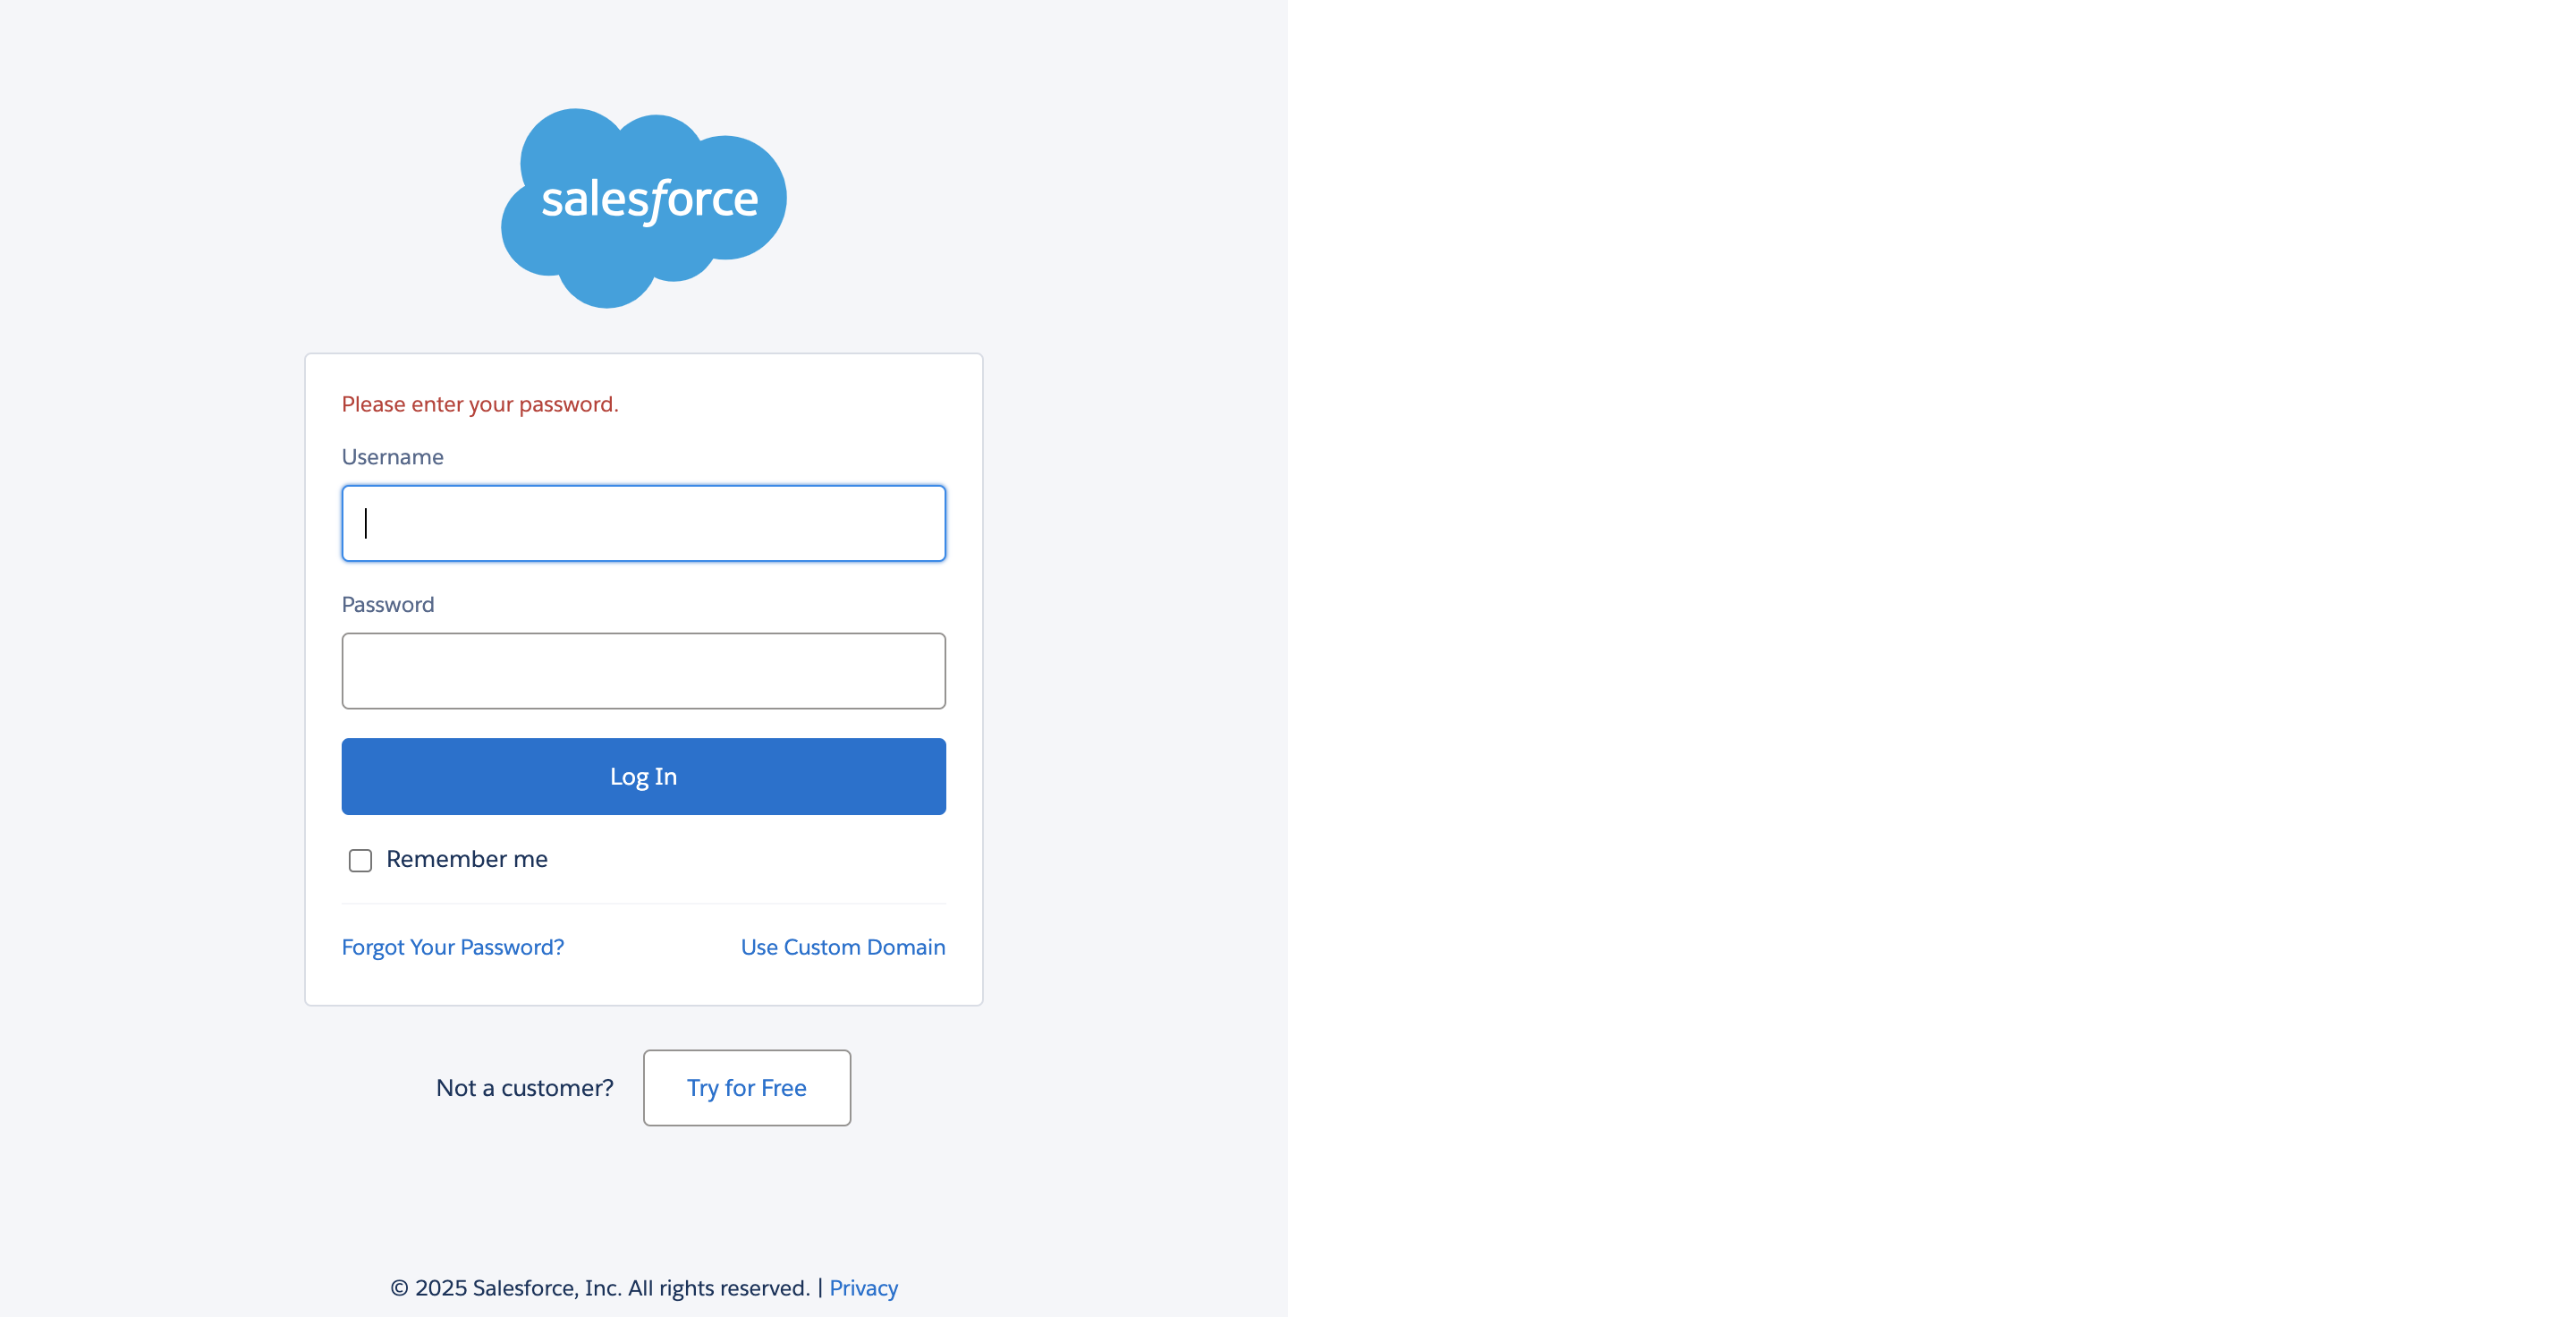 salesforce
Please enter your password.
Username
Password
Log In
Remember me
Forgot Your Password? Use Custom Domain
Not a customer? Try for Free
© 2025 Salesforce, Inc. All rights reserved. | Privacy